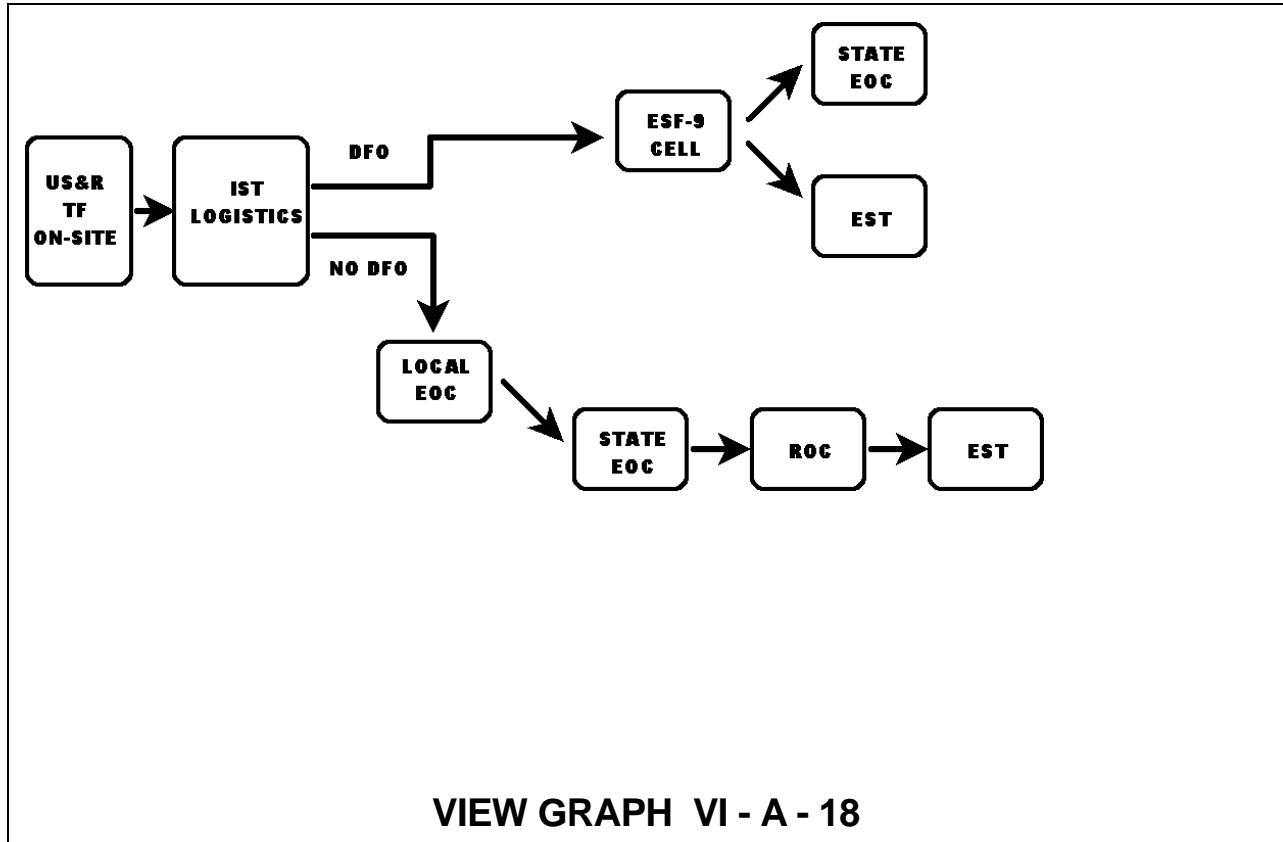 US&R
TF
ON-SITE
IST
LOGISTICS
DFO
ESF-9
CELL
STATE
EOC
EST
NO DFO
LOCAL
EOC
STATE
EOC
ROC
EST
VIEW GRAPH VI - A - 18